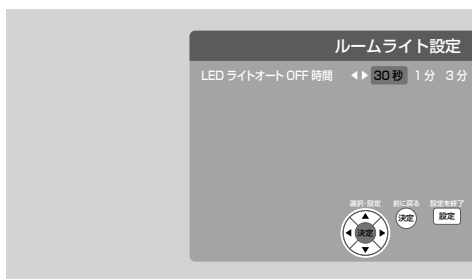 ルームライト設定
LED ライトオート OFF 時間 30秒 1分 3分
選択・設定 前に戻る 設定を終了
決定 決定 設定